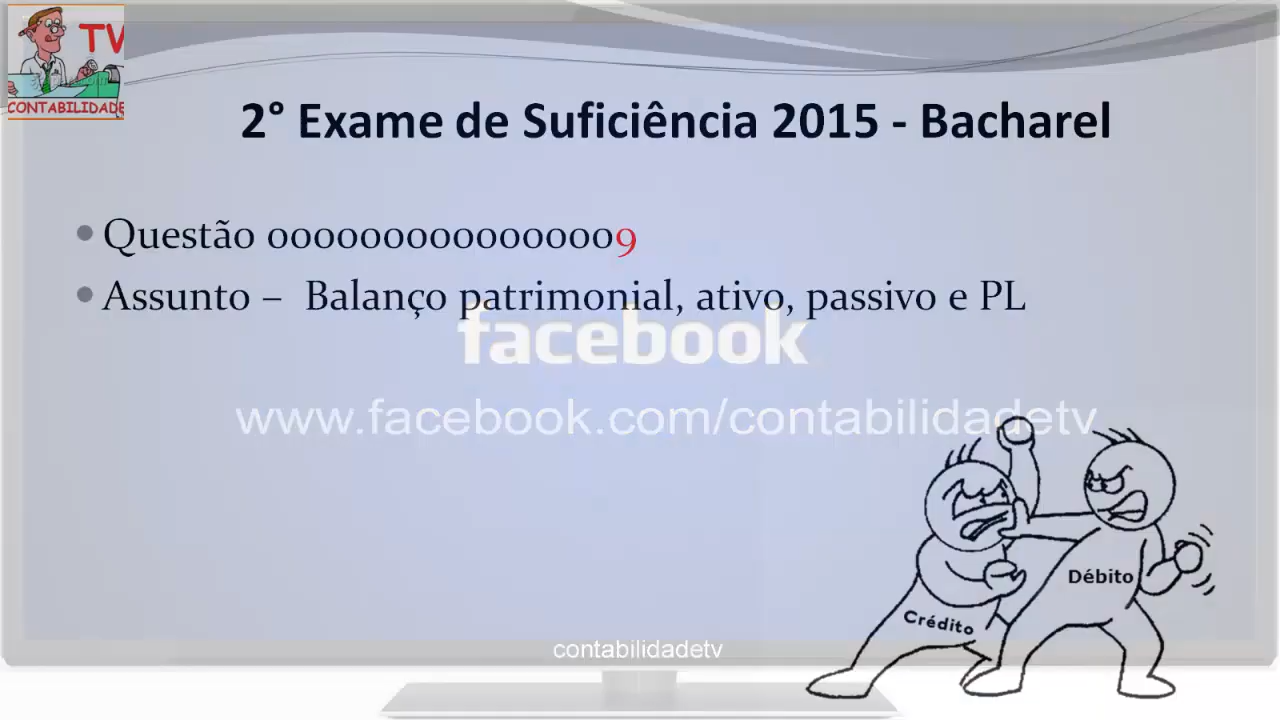 TV
CONTABILIDADE
2° Exame de Suficiência 2015 - Bacharel
• Questão 0000000000000009
• Assunto – Balanço patrimonial, ativo, passivo e PL
facebook
www.facebook.com/contabilidadetv
Débito
Crédito
contabilidadetv